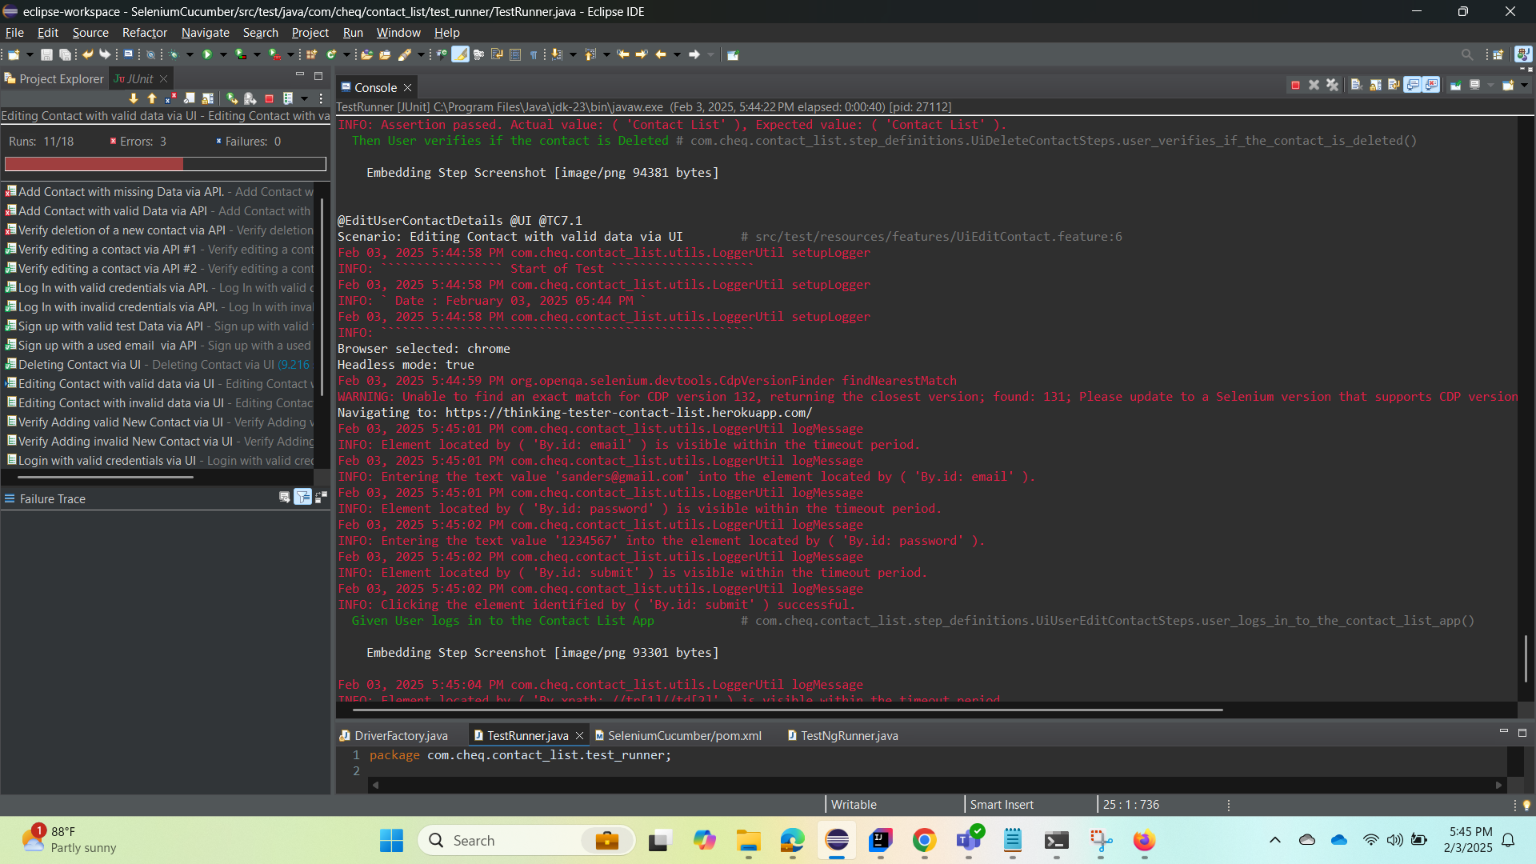 eclipse-workspace - SeleniumCucumber/src/test/java/com/cheq/contact_list/test_runner/TestRunner.java - Eclipse IDE
File Edit Source Refactor Navigate Search Project Run Window Help
Project Explorer JUnit
Console
TestRunner [JUnit] C:\Program Files\Java\jdk-23\bin\javaw.exe (Feb 3, 2025, 5:44:22 PM elapsed: 0:00:40) [pid: 27112]
Editing Contact with valid data via UI - Editing Contact with va
Runs: 11/18 Errors: 3 Failures: 0
Add Contact with missing Data via API. - Add Contact w
Add Contact with valid Data via API - Add Contact with
Verify deletion of a new contact via API - Verify deletion
Verify editing a contact via API #1 - Verify editing a cont
Verify editing a contact via API #2 - Verify editing a cont
Log In with valid credentials via API. - Log In with valid c
Log In with invalid credentials via API. - Log In with inva
Sign up with valid test Data via API - Sign up with valid
Sign up with a used email via API - Sign up with a used
Deleting Contact via UI - Deleting Contact via UI (9.216
Editing Contact with valid data via UI - Editing Contact
Editing Contact with invalid data via UI - Editing Contac
Verify Adding valid New Contact via UI - Verify Adding v
Verify Adding invalid New Contact via UI - Verify Adding
Login with valid credentials via UI - Login with valid cred
Failure Trace
INFO: Assertion passed. Actual value: ( 'Contact List' ), Expected value: ( 'Contact List' ).
Then User verifies if the contact is Deleted # com.cheq.contact_list.step_definitions.UiDeleteContactSteps.user_verifies_if_the_contact_is_deleted()
Embedding Step Screenshot [image/png 94381 bytes]
@EditUserContactDetails @UI @TC7.1
Scenario: Editing Contact with valid data via UI # src/test/resources/features/UiEditContact.feature:6
Feb 03, 2025 5:44:58 PM com.cheq.contact_list.utils.LoggerUtil setupLogger
INFO: ````````````````` Start of Test ````````````````````
Feb 03, 2025 5:44:58 PM com.cheq.contact_list.utils.LoggerUtil setupLogger
INFO: ` Date : February 03, 2025 05:44 PM `
Feb 03, 2025 5:44:58 PM com.cheq.contact_list.utils.LoggerUtil setupLogger
INFO: ````````````````````````````````````````````````````
Browser selected: chrome
Headless mode: true
Feb 03, 2025 5:44:59 PM org.openqa.selenium.devtools.CdpVersionFinder findNearestMatch
WARNING: Unable to find an exact match for CDP version 132, returning the closest version; found: 131; Please update to a Selenium version that supports CDP version
Navigating to: https://thinking-tester-contact-list.herokuapp.com/
Feb 03, 2025 5:45:01 PM com.cheq.contact_list.utils.LoggerUtil logMessage
INFO: Element located by ( 'By.id: email' ) is visible within the timeout period.
Feb 03, 2025 5:45:01 PM com.cheq.contact_list.utils.LoggerUtil logMessage
INFO: Entering the text value 'sanders@gmail.com' into the element located by ( 'By.id: email' ).
Feb 03, 2025 5:45:01 PM com.cheq.contact_list.utils.LoggerUtil logMessage
INFO: Element located by ( 'By.id: password' ) is visible within the timeout period.
Feb 03, 2025 5:45:02 PM com.cheq.contact_list.utils.LoggerUtil logMessage
INFO: Entering the text value '1234567' into the element located by ( 'By.id: password' ).
Feb 03, 2025 5:45:02 PM com.cheq.contact_list.utils.LoggerUtil logMessage
INFO: Element located by ( 'By.id: submit' ) is visible within the timeout period.
Feb 03, 2025 5:45:02 PM com.cheq.contact_list.utils.LoggerUtil logMessage
INFO: Clicking the element identified by ( 'By.id: submit' ) successful.
Given User logs in to the Contact List App # com.cheq.contact_list.step_definitions.UiUserEditContactSteps.user_logs_in_to_the_contact_list_app()
Embedding Step Screenshot [image/png 93301 bytes]
Feb 03, 2025 5:45:04 PM com.cheq.contact_list.utils.LoggerUtil logMessage
INFO: Element located by ( 'By.xpath: //tr[1]//td[2]' ) is visible within the timeout period
DriverFactory.java TestRunner.java SeleniumCucumber/pom.xml TestNgRunner.java
1 package com.cheq.contact_list.test_runner;
2
Writable Smart Insert 25 : 1 : 736
1 88°F
Partly sunny
Search
5:45 PM
2/3/2025